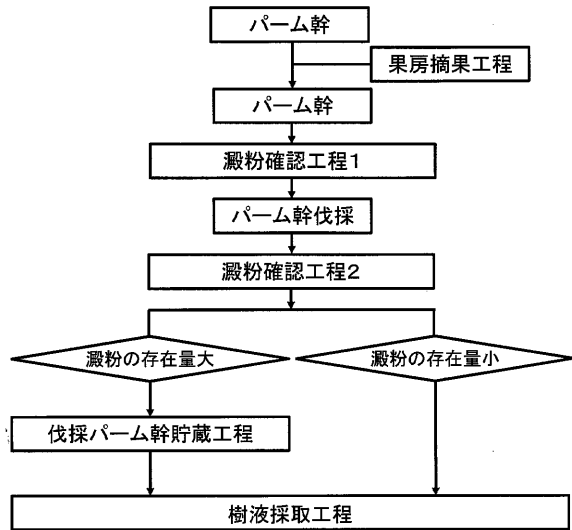 パーム幹
果房摘果工程
パーム幹
澱粉確認工程1
パーム幹伐採
澱粉確認工程2
澱粉の存在量大
澱粉の存在量小
伐採パーム幹貯蔵工程
樹液採取工程